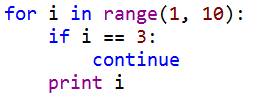 for i in range(1, 10):
    if i == 3:
        continue
    print i